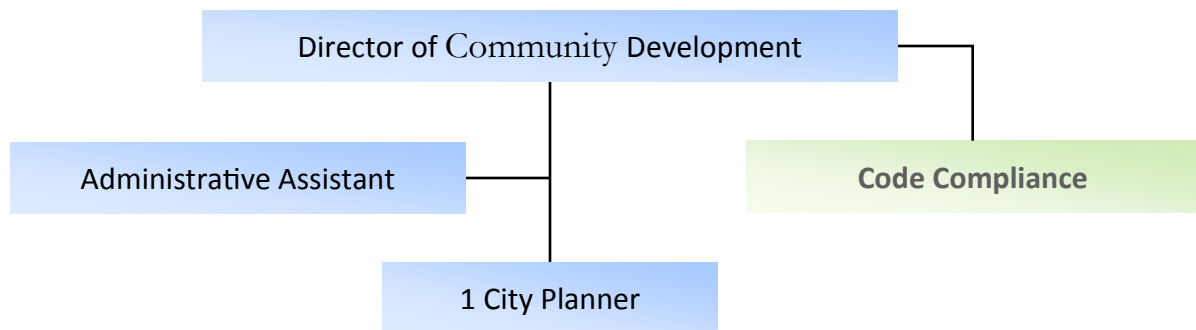 Director of Community Development
Administrative Assistant
Code Compliance
1 City Planner